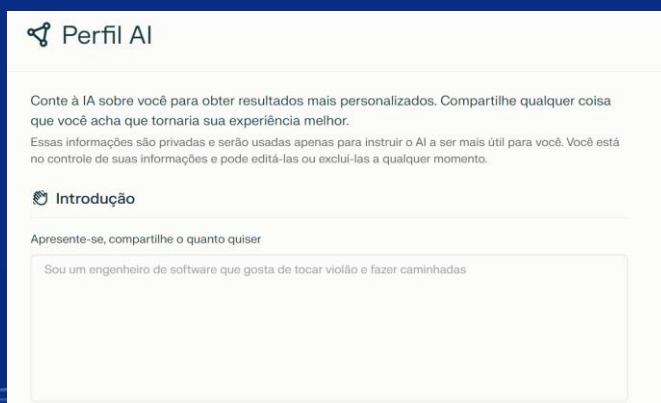 Perfil AI
Conte à IA sobre você para obter resultados mais personalizados. Compartilhe qualquer coisa
que você acha que tornaria sua experiência melhor.
Essas informações são privadas e serão usadas apenas para instruir o AI a ser mais útil para você. Você está
no controle de suas informações e pode editá-las ou excluí-las a qualquer momento.
Introdução
Apresente-se, compartilhe o quanto quiser
Sou um engenheiro de software que gosta de tocar violão e fazer caminhadas